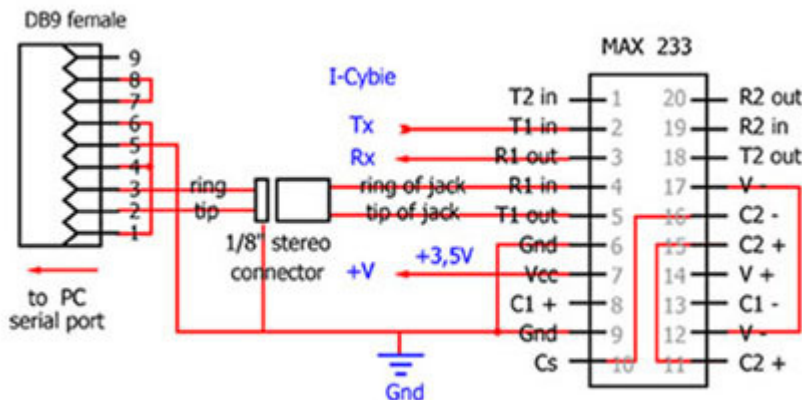 DB9 female
9
8
7
6
5
4
3
2
1
to PC
serial port
ring
tip
1/8" stereo
connector
I-Cybie
Tx
Rx
+V
+3,5V
Gnd
ring of jack
tip of jack
MAX 233
T2 in 1 20 R2 out
T1 in 2 19 R2 in
R1 out 3 18 T2 out
R1 in 4 17 V -
T1 out 5 16 C2 -
Gnd 6 15 C2 +
Vcc 7 14 V +
C1 + 8 13 C1 -
Gnd 9 12 V -
Cs 10 11 C2 +